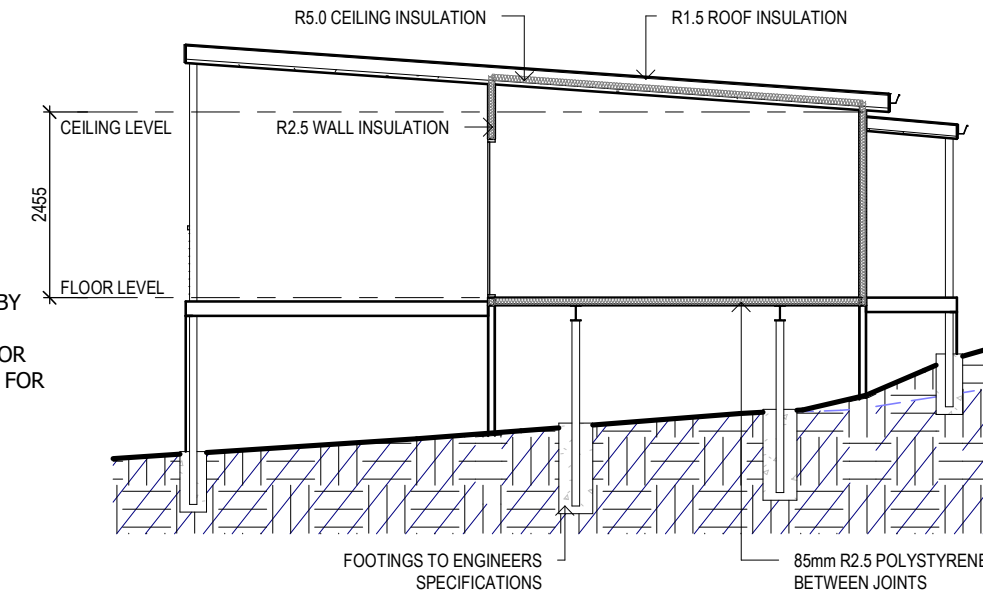 R5.0 CEILING INSULATION
R1.5 ROOF INSULATION
CEILING LEVEL
R2.5 WALL INSULATION
2455
FLOOR LEVEL
BY
OR
FOR
FOOTINGS TO ENGINEERS
SPECIFICATIONS
85mm R2.5 POLYSTYRENE
BETWEEN JOINTS